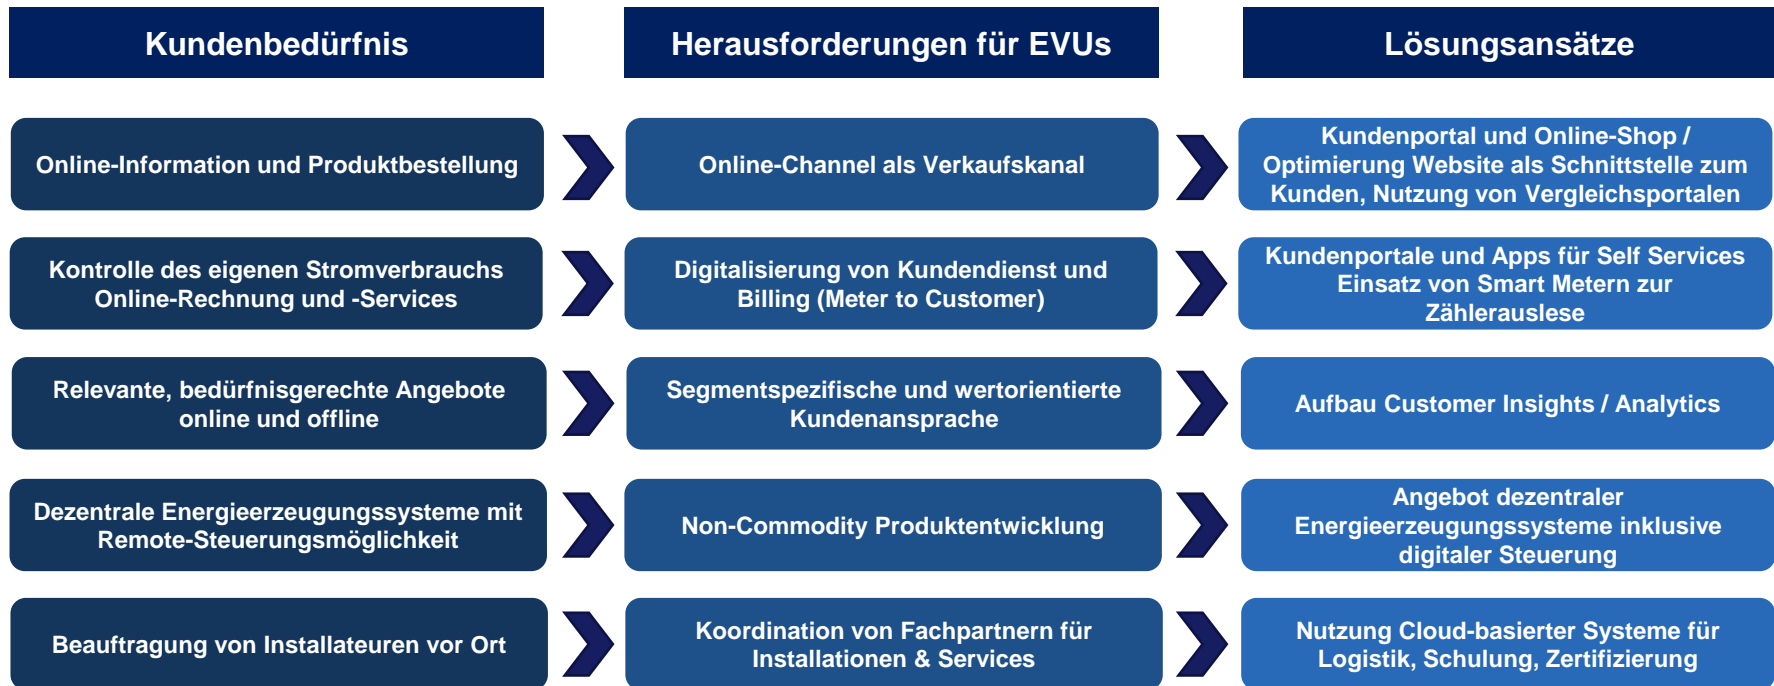 Kundenbedürfnis
Herausforderungen für EVUs
Lösungsansätze
Online-Information und Produktbestellung
Online-Channel als Verkaufskanal
Kundenportal und Online-Shop /
Optimierung Website als Schnittstelle zum
Kunden, Nutzung von Vergleichsportalen
Kontrolle des eigenen Stromverbrauchs
Online-Rechnung und -Services
Digitalisierung von Kundendienst und
Billing (Meter to Customer)
Kundenportale und Apps für Self Services
Einsatz von Smart Metern zur
Zählerauslese
Relevante, bedürfnisgerechte Angebote
online und offline
Segmentspezifische und wertorientierte
Kundenansprache
Aufbau Customer Insights / Analytics
Dezentrale Energieerzeugungssysteme mit
Remote-Steuerungsmöglichkeit
Non-Commodity Produktentwicklung
Angebot dezentraler
Energieerzeugungssysteme inklusive
digitaler Steuerung
Beauftragung von Installateuren vor Ort
Koordination von Fachpartnern für
Installationen & Services
Nutzung Cloud-basierter Systeme für
Logistik, Schulung, Zertifizierung